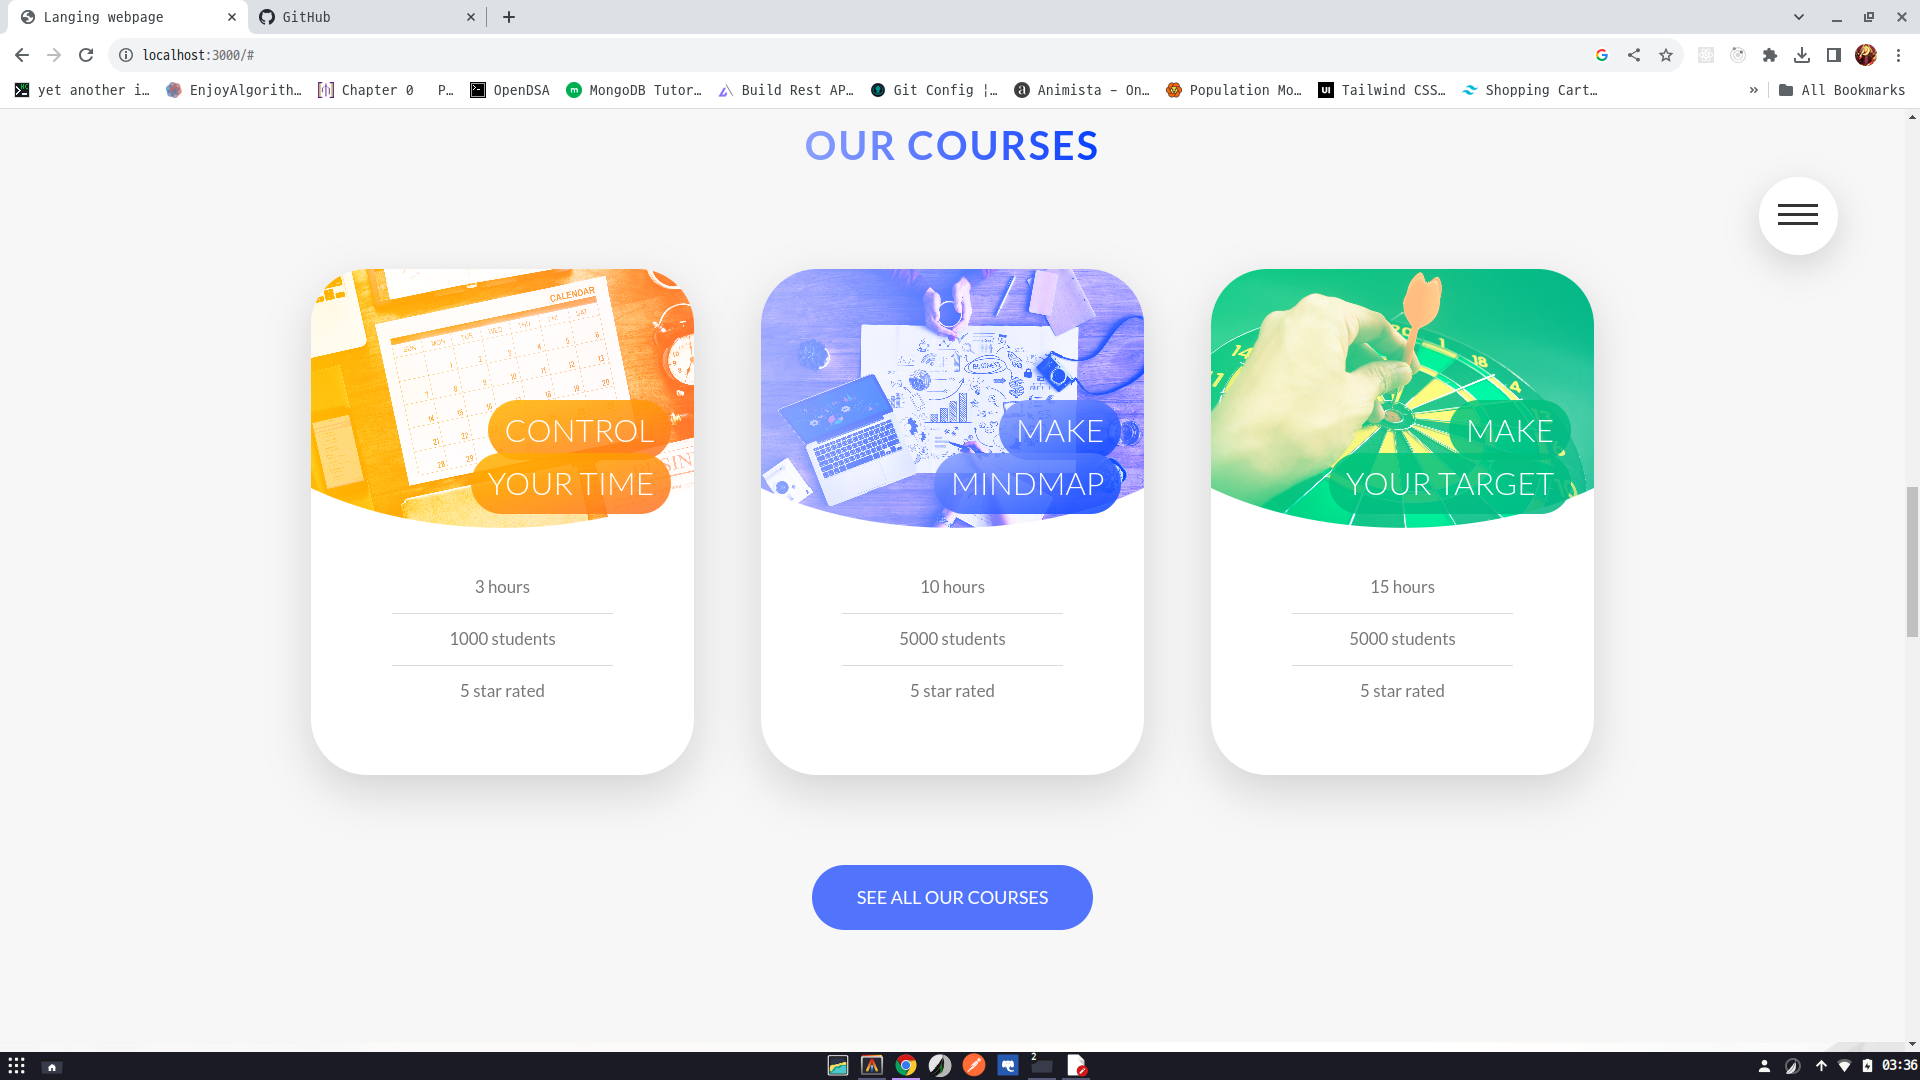 Langing webpage
GitHub
localhost:3000/#
yet another i…
EnjoyAlgorith…
Chapter 0   P…
OpenDSA
MongoDB Tutor…
Build Rest AP…
Git Config ¦…
Animista - On…
Population Mo…
Tailwind CSS…
Shopping Cart…
» All Bookmarks
OUR COURSES
CALENDAR
CONTROL
YOUR TIME
3 hours
1000 students
5 star rated
BUSINESS
MAKE
MINDMAP
10 hours
5000 students
5 star rated
MAKE
YOUR TARGET
15 hours
5000 students
5 star rated
SEE ALL OUR COURSES
2
03:36